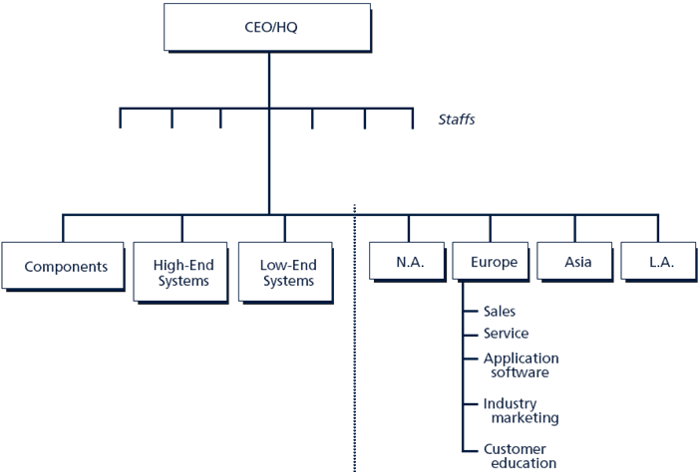 CEO/HQ
Staffs
Components
High-End
Systems
Low-End
Systems
N.A.
Europe
Asia
L.A.
Sales
Service
Application
software
Industry
marketing
Customer
education